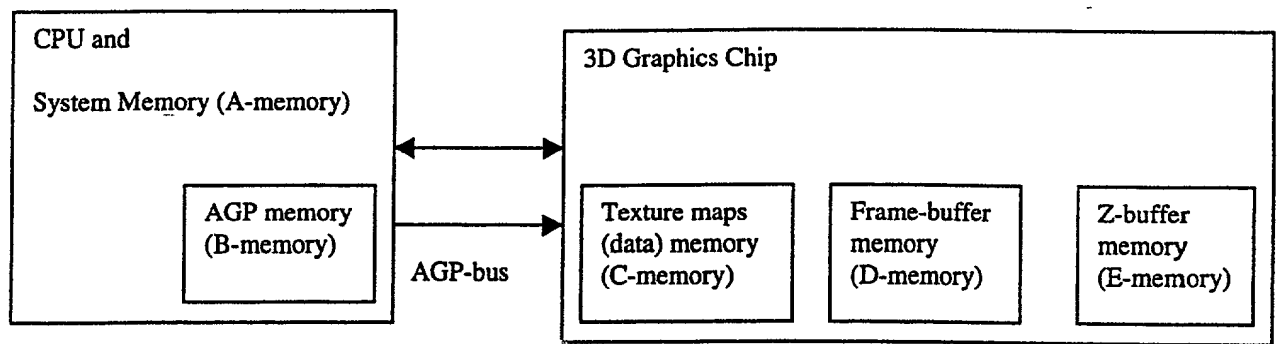 CPU and
System Memory (A-memory)
AGP memory
(B-memory)
AGP-bus
3D Graphics Chip
Texture maps
(data) memory
(C-memory)
Frame-buffer
memory
(D-memory)
Z-buffer
memory
(E-memory)